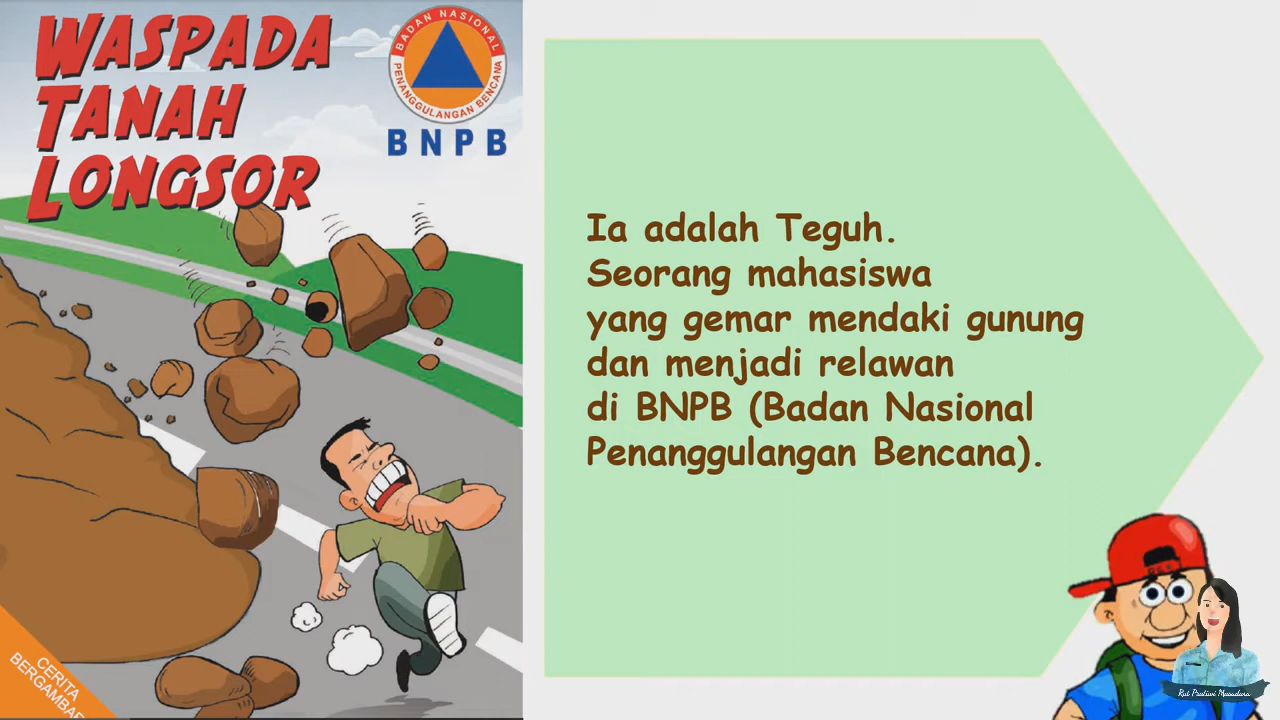 WASPADA
TANAH
LONGSOR
BADAN NASIONAL
PENANGGULANGAN BENCANA
BNPB
CERITA
BERGAMBAR
Ia adalah Teguh.
Seorang mahasiswa
yang gemar mendaki gunung
dan menjadi relawan
di BNPB (Badan Nasional
Penanggulangan Bencana).